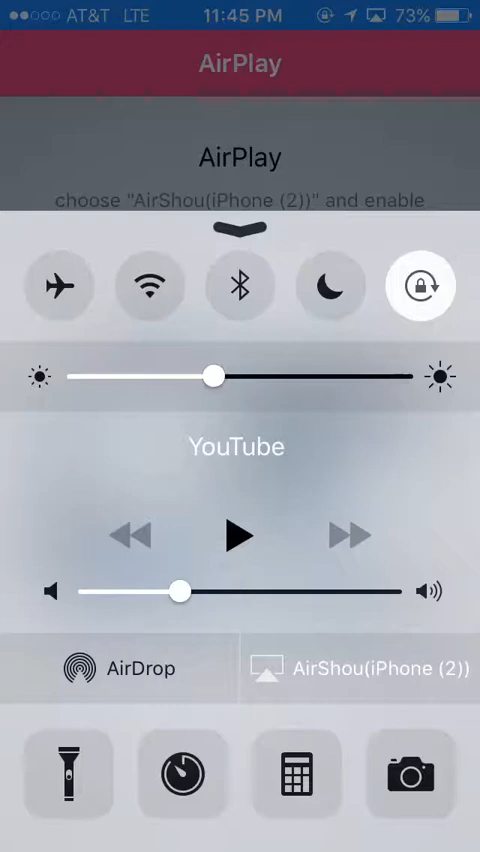 AT&T LTE 11:45 PM 73%
AirPlay
AirPlay
choose "AirShou(iPhone (2))" and enable
YouTube
AirDrop AirShou(iPhone (2))